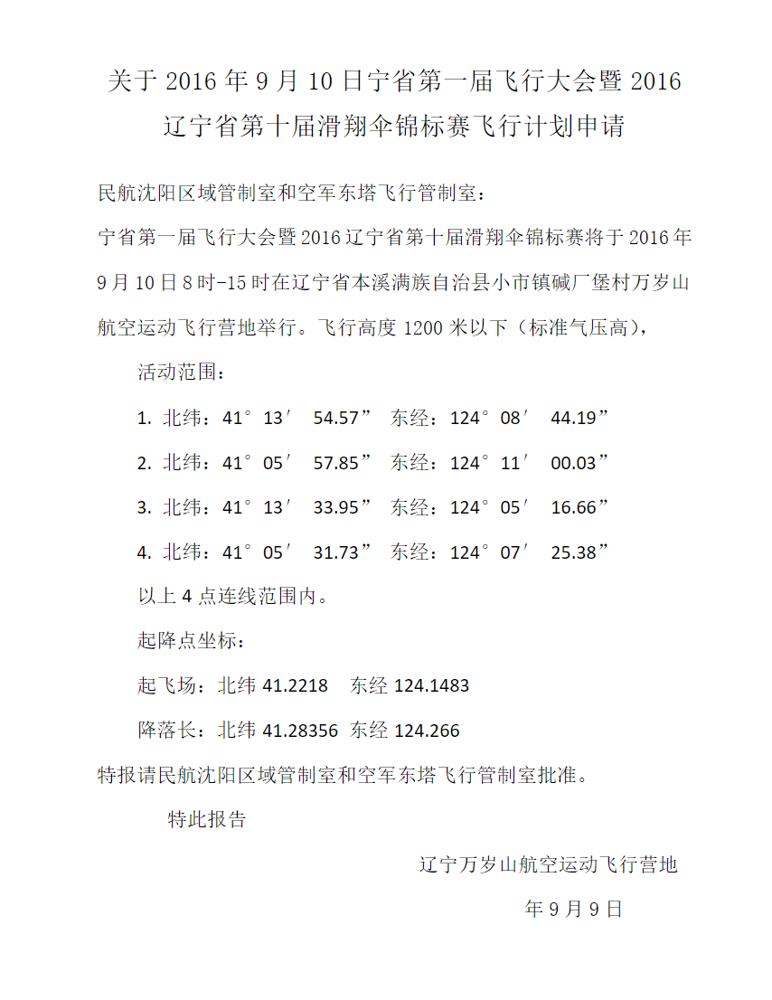 关于 2016 年 9 月 10 日宁省第一届飞行大会暨 2016
辽宁省第十届滑翔伞锦标赛飞行计划申请
民航沈阳区域管制室和空军东塔飞行管制室：
宁省第一届飞行大会暨 2016 辽宁省第十届滑翔伞锦标赛将于 2016 年
9 月 10 日 8 时-15 时在辽宁省本溪满族自治县小市镇碱厂堡村万岁山
航空运动飞行营地举行。飞行高度 1200 米以下（标准气压高），
活动范围：
1. 北纬：41°13′ 54.57” 东经：124°08′ 44.19”
2. 北纬：41°05′ 57.85” 东经：124°11′ 00.03”
3. 北纬：41°13′ 33.95” 东经：124°05′ 16.66”
4. 北纬：41°05′ 31.73” 东经：124°07′ 25.38”
以上 4 点连线范围内。
起降点坐标：
起飞场：北纬 41.2218 东经 124.1483
降落长：北纬 41.28356 东经 124.266
特报请民航沈阳区域管制室和空军东塔飞行管制室批准。
特此报告
辽宁万岁山航空运动飞行营地
年 9 月 9 日